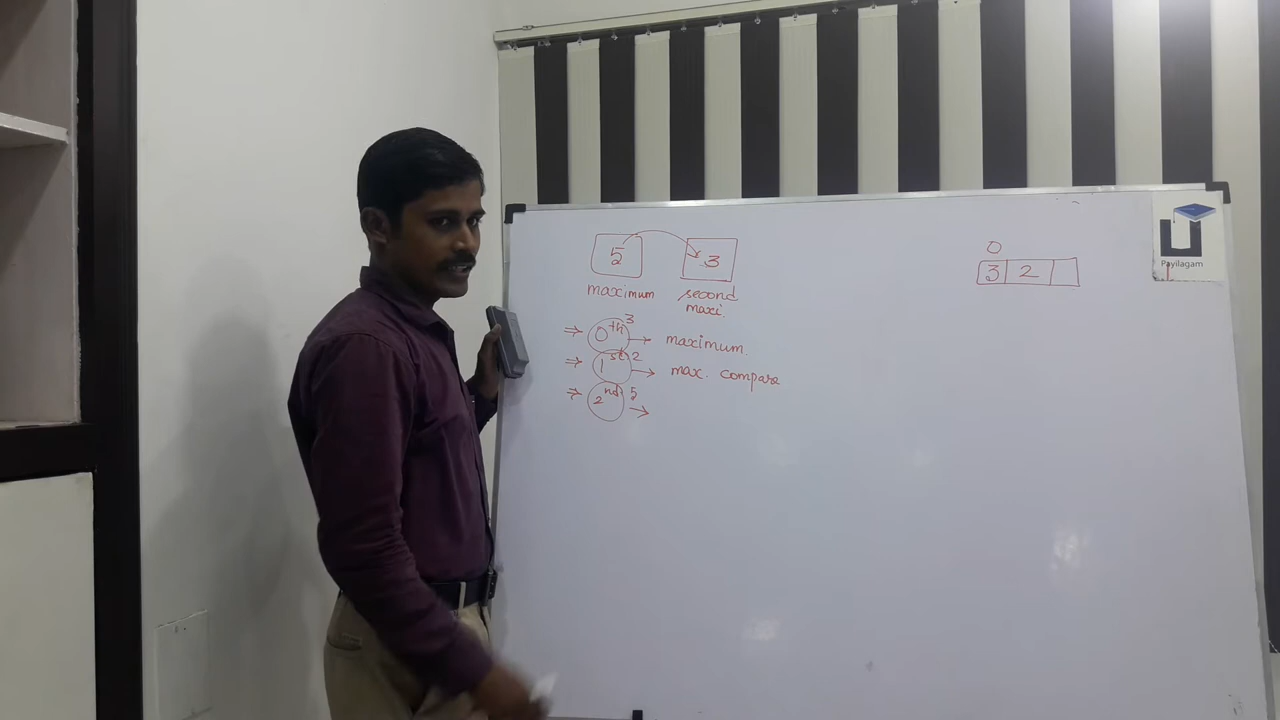 5 3
maximum second
maxi.
0th 3 → maximum.
1st 2 → max. compare
2nd 5 →
0
3 2
Payilagam